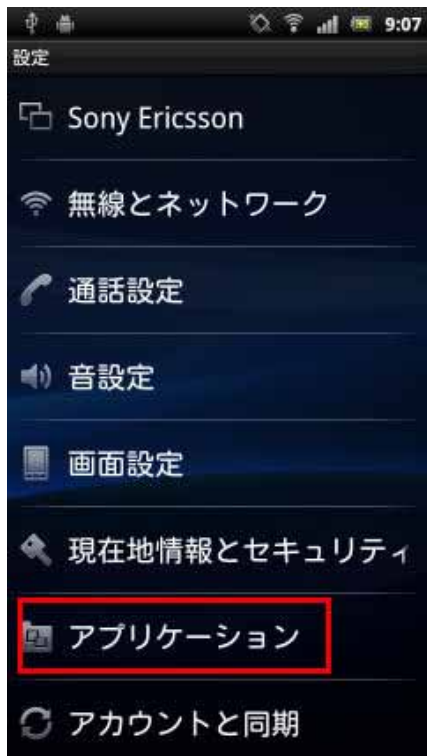 9:07
設定
Sony Ericsson
無線とネットワーク
通話設定
音設定
画面設定
現在地情報とセキュリティ
アプリケーション
アカウントと同期